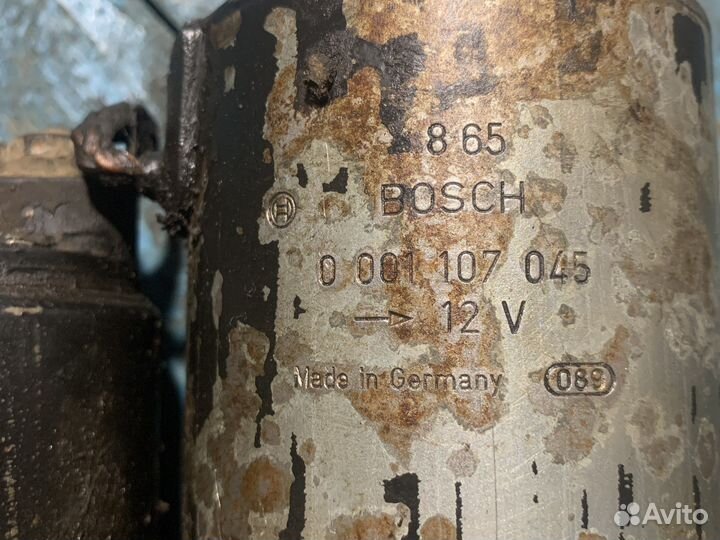 8 65
BOSCH
0 001 107 045
12 V
Made in Germany 089
Avito